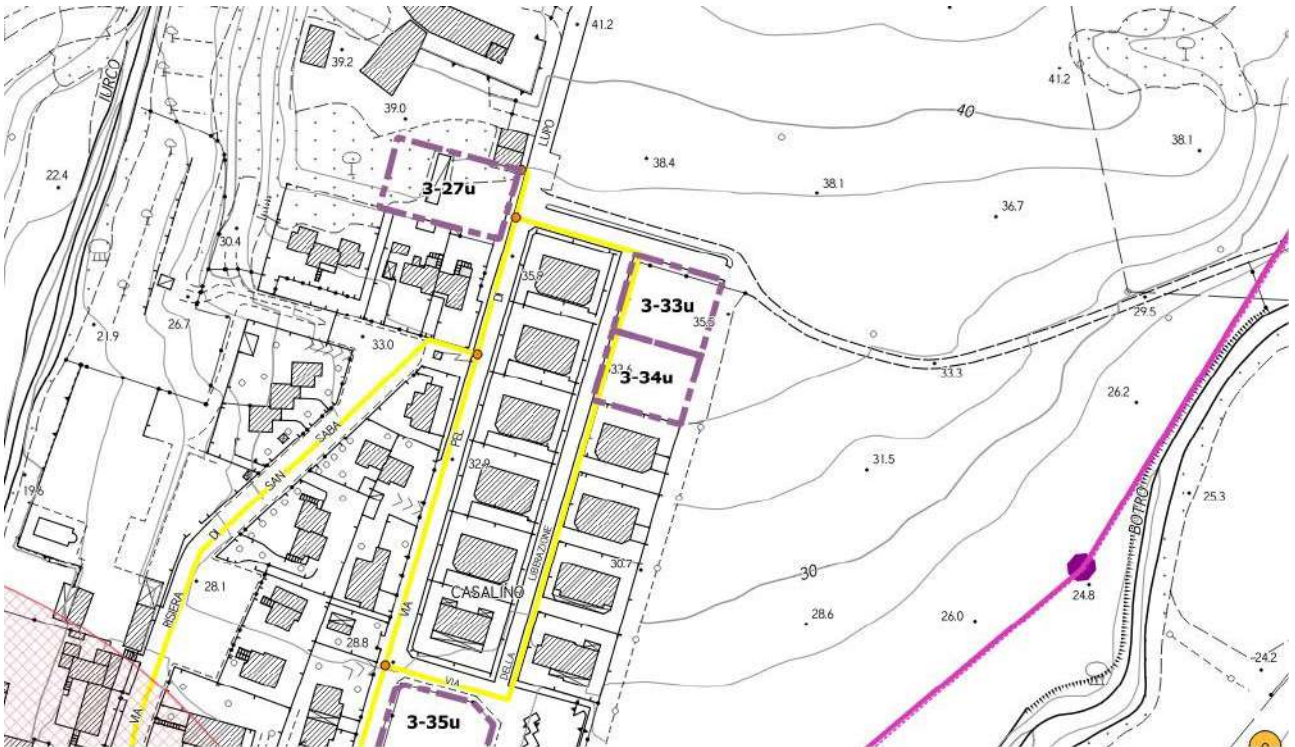 41.2
39.2
IURCO
41.2
39.0
40
LUPO
38.1
38.4
22.4
3-27u
38.1
36.7
30.4
35.9
3-33u
29.5
26.7
35.5
21.9
33.0
33.3
3-34u
33.6
26.2
SABA
PEL
31.5
32.9
SAN
DI
25.3
19.6
BOTRO
LIBERAZIONE
30.7
30
28.1
CASALINO
24.8
RISIERA
VIA
28.6
26.0
28.8
24.2
DELLA
VIA
VIA
3-35u